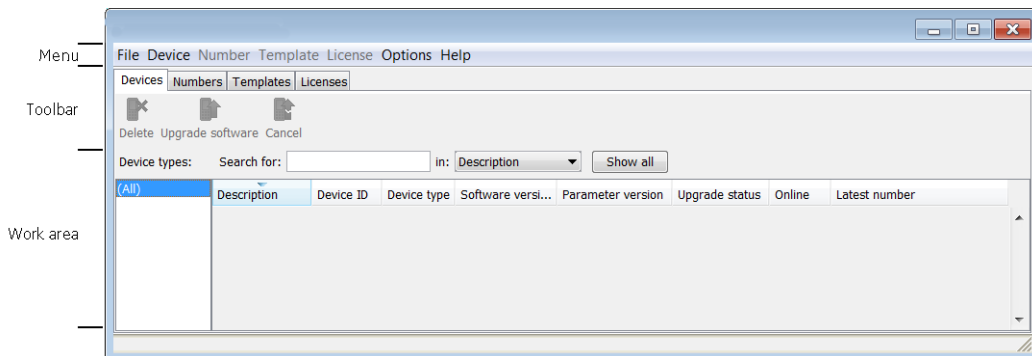 Menu
File Device Number Template License Options Help
Devices Numbers Templates Licenses
Toolbar
Delete Upgrade software Cancel
Device types: Search for: in: Description Show all
(All)
Description Device ID Device type Software versi... Parameter version Upgrade status Online Latest number
Work area